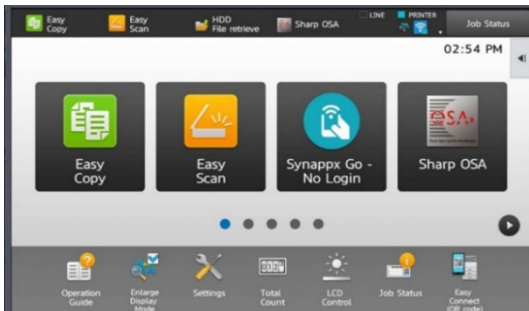 Easy
Copy
Easy
Scan
HDD
File retrieve
Sharp OSA
LINE
PRINTER
Job Status
02:54 PM
Easy
Copy
Easy
Scan
Synappx Go -
No Login
OSA
Sharp OSA
Operation
Guide
Enlarge
Display
Mode
Settings
Total
Count
LCD
Control
Job Status
Easy
Connect
(QR code)